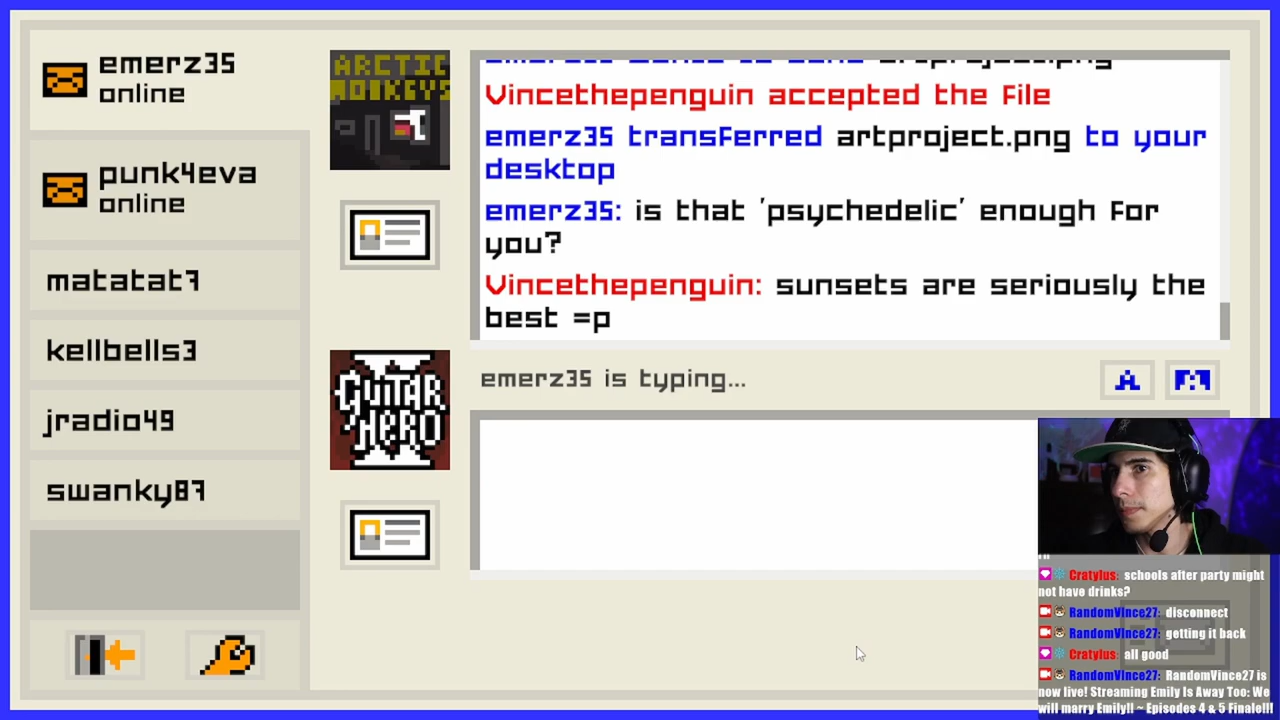 emerz35
online
punk4eva
online
matatat7
kellbells3
jradio49
swanky87
ARCTIC
MONKEYS
GUITAR
HERO
Vincethepenguin accepted the file
emerz35 transferred artproject.png to your
desktop
emerz35: is that 'psychedelic' enough for
you?
Vincethepenguin: sunsets are seriously the
best =p
emerz35 is typing...
A
Cratylus: schools after party might
not have drinks?
RandomVince27: disconnect
RandomVince27: getting it back
Cratylus: all good
RandomVince27: RandomVince27 is
now live! Streaming Emily Is Away Too: We
will marry Emily!! ~ Episodes 4 & 5 Finale!!!